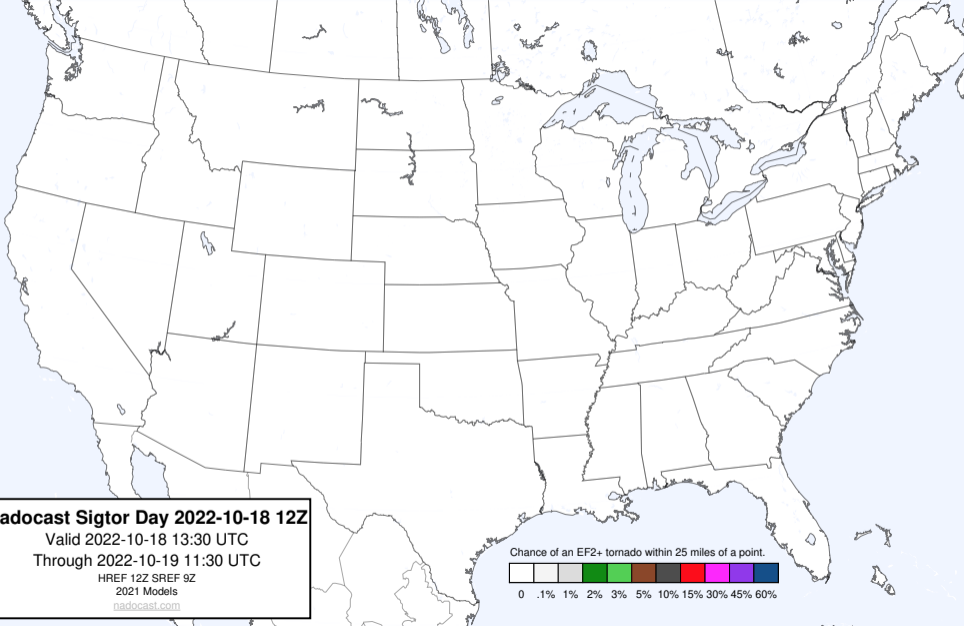 adocast Sigtor Day 2022-10-18 12Z
Valid 2022-10-18 13:30 UTC
Through 2022-10-19 11:30 UTC
HREF 12Z SREF 9Z
2021 Models
nadocast.com
Chance of an EF2+ tornado within 25 miles of a point.
0 .1% 1% 2% 3% 5% 10% 15% 30% 45% 60%